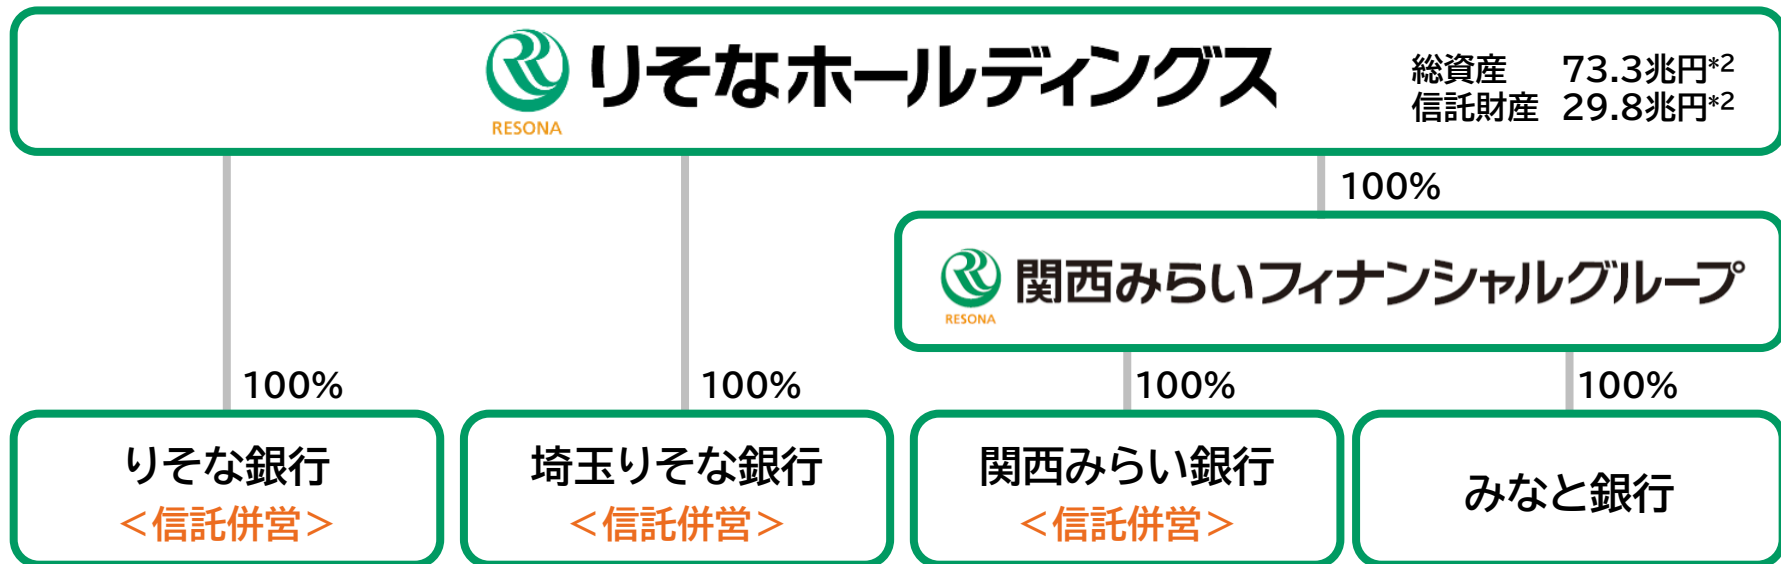 りそなホールディングス
RESONA
総資産 73.3兆円*2
信託財産 29.8兆円*2
100%
関西みらいフィナンシャルグループ
RESONA
100%
100%
100%
100%
りそな銀行
<信託併営>
埼玉りそな銀行
<信託併営>
関西みらい銀行
<信託併営>
みなと銀行